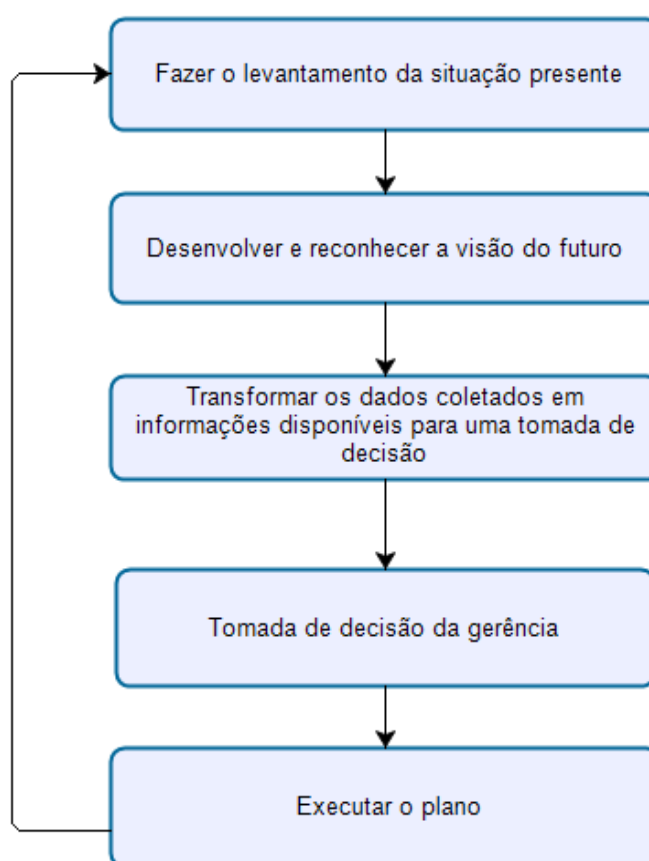 Fazer o levantamento da situação presente
Desenvolver e reconhecer a visão do futuro
Transformar os dados coletados em
informações disponíveis para uma tomada de
decisão
Tomada de decisão da gerência
Executar o plano